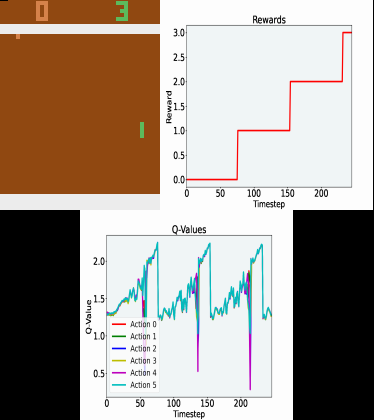 0 3
Rewards
3.0
2.5
2.0
1.5
1.0
0.5
0.0
Reward
0 50 100 150 200
Timestep
Q-Values
2.0
1.5
1.0
0.5
Q-Value
Action 0
Action 1
Action 2
Action 3
Action 4
Action 5
0 50 100 150 200
Timestep